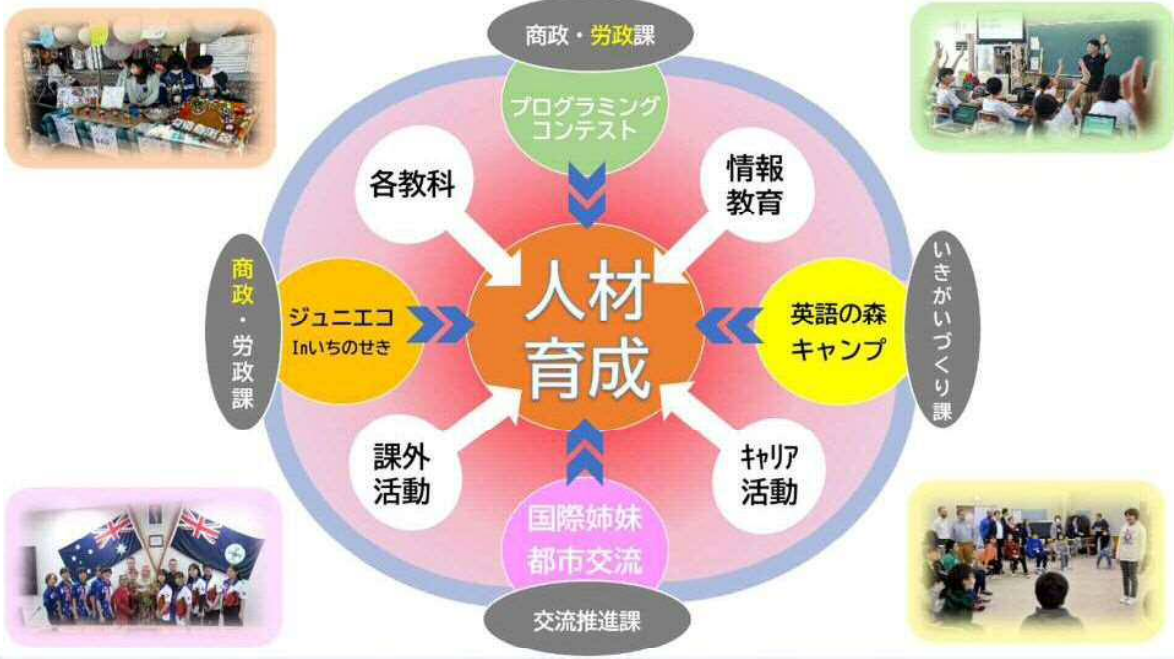 商政・労政課
プログラミング
コンテスト
各教科
情報
教育
商政・労政課
ジュニエコ
Inいちのせき
人材
育成
英語の森
キャンプ
いきがいづくり課
課外
活動
キャリア
活動
国際姉妹
都市交流
交流推進課